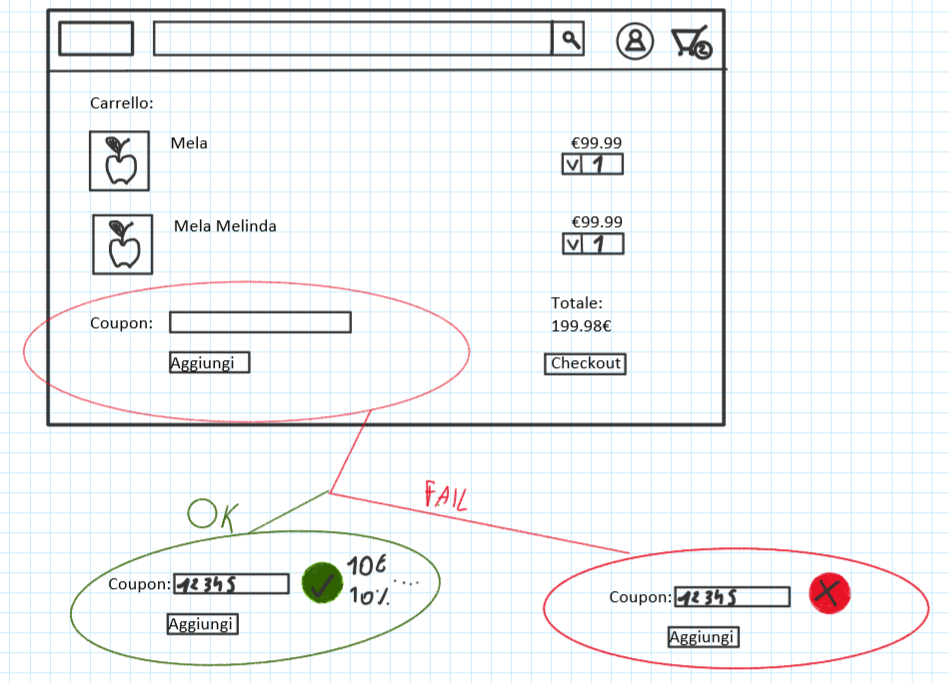 2
Carrello:
Mela
€99.99
v 1
Mela Melinda
€99.99
v 1
Totale:
199.98€
Coupon:
Aggiungi
Checkout
FAIL
OK
10€
Coupon: 12345
....
10%
Aggiungi
Coupon: 12345
Aggiungi